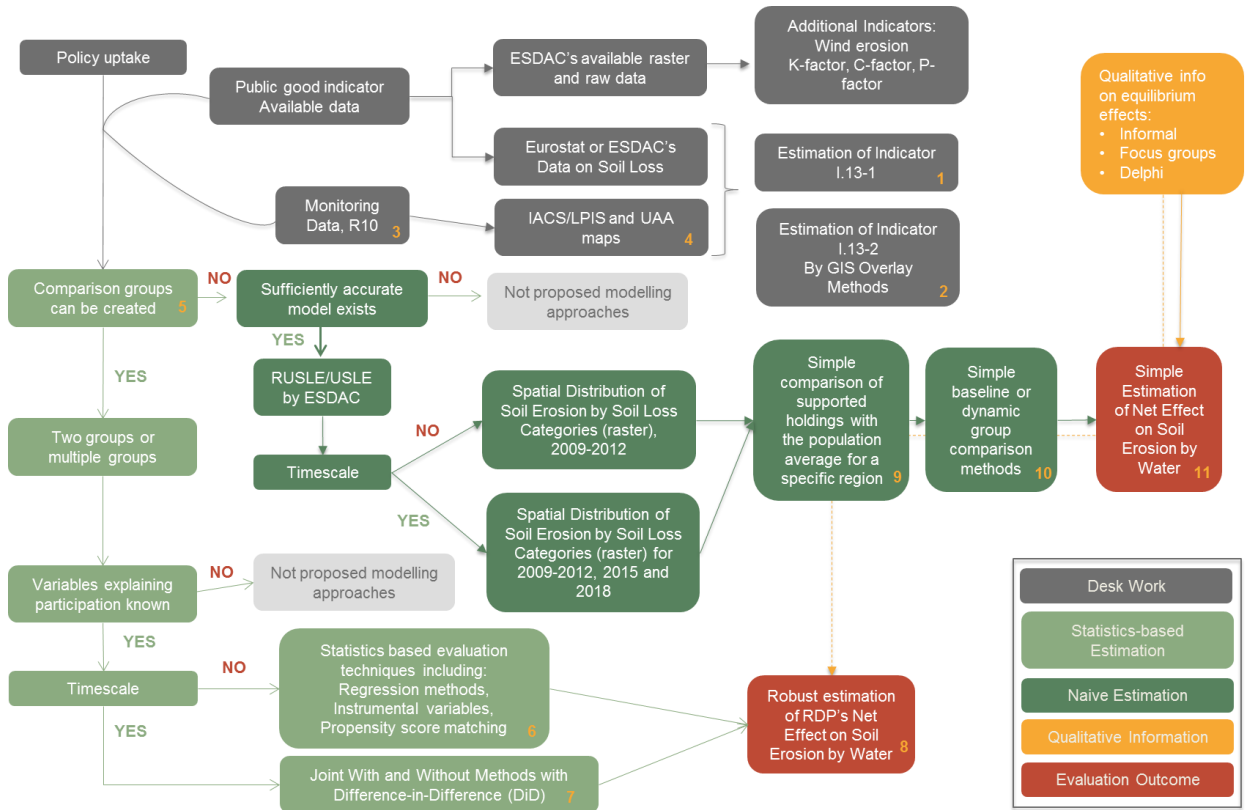 Policy uptake
Public good indicator
Available data
ESDAC's available raster
and raw data
Additional Indicators:
Wind erosion
K-factor, C-factor, P-
factor
Qualitative info
on equilibrium
effects:
• Informal
• Focus groups
• Delphi
Eurostat or ESDAC's
Data on Soil Loss
Estimation of Indicator
I.13-1
1
Monitoring
Data, R10
3
IACS/LPIS and UAA
maps
4
Estimation of Indicator
I.13-2
By GIS Overlay
Methods
2
Comparison groups
can be created
5
NO
Sufficiently accurate
model exists
NO
Not proposed modelling
approaches
YES
YES
RUSLE/USLE
by ESDAC
Two groups or
multiple groups
Timescale
NO
YES
Spatial Distribution of
Soil Erosion by Soil Loss
Categories (raster),
2009-2012
Spatial Distribution of
Soil Erosion by Soil Loss
Categories (raster) for
2009-2012, 2015 and
2018
Simple
comparison of
supported
holdings with
the population
average for a
specific region
9
Simple
baseline or
dynamic
group
comparison
methods
10
Simple
Estimation
of Net Effect
on Soil
Erosion by
Water
11
Variables explaining
participation known
NO
Not proposed modelling
approaches
YES
Timescale
NO
YES
Statistics based evaluation
techniques including:
Regression methods,
Instrumental variables,
Propensity score matching
6
Joint With and Without Methods with
Difference-in-Difference (DiD)
7
Robust estimation
of RDP's Net
Effect on Soil
Erosion by
Water
8
Desk Work
Statistics-based
Estimation
Naive Estimation
Qualitative Information
Evaluation Outcome